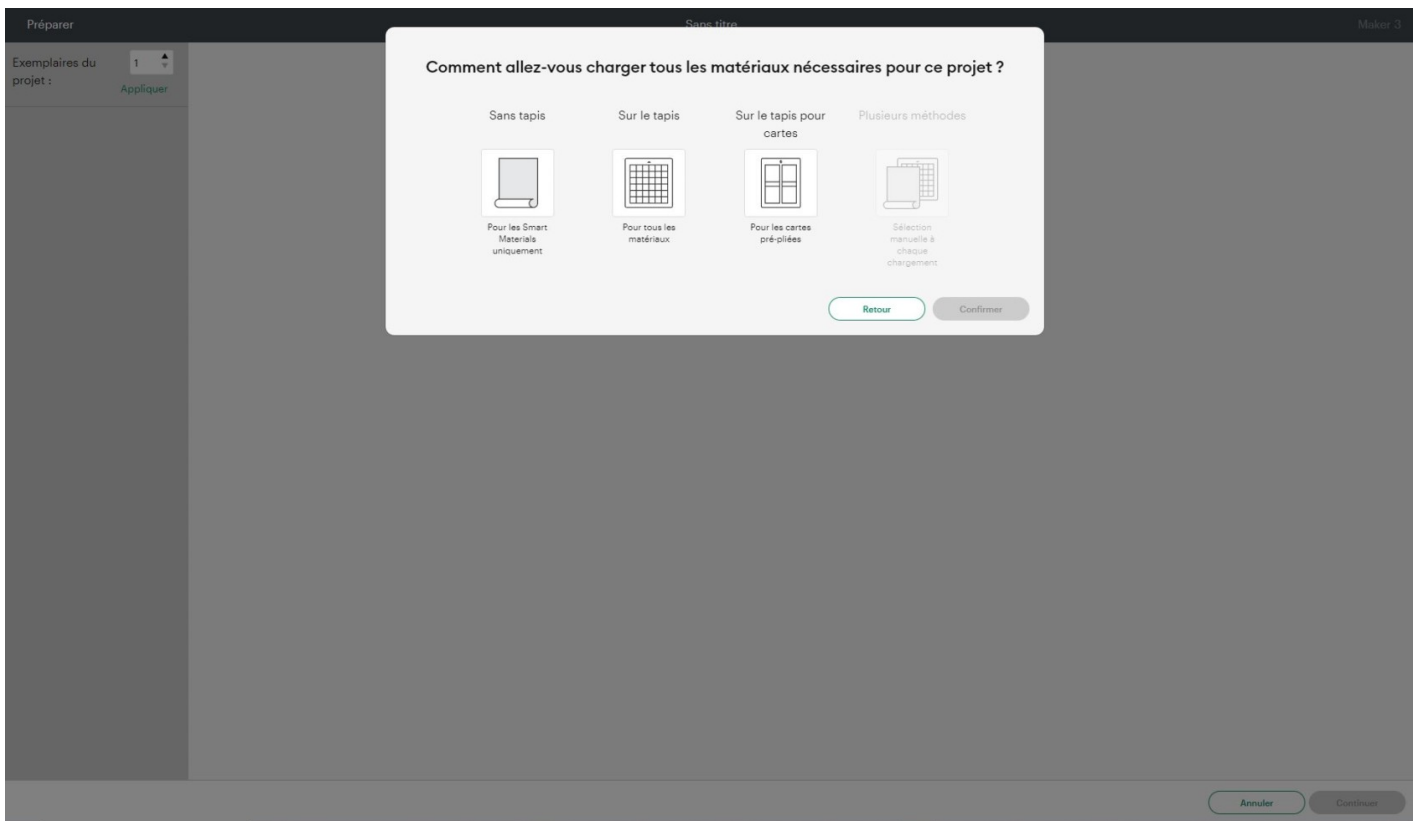 Préparer
Sans titre
Maker 3
Exemplaires du
projet :
1
Appliquer
Comment allez-vous charger tous les matériaux nécessaires pour ce projet ?
Sans tapis
Sur le tapis
Sur le tapis pour
cartes
Plusieurs méthodes
Pour les Smart
Materials
uniquement
Pour tous les
matériaux
Pour les cartes
pré-pliées
Sélection
manuelle à
chaque
chargement
Retour
Confirmer
Annuler
Continuer